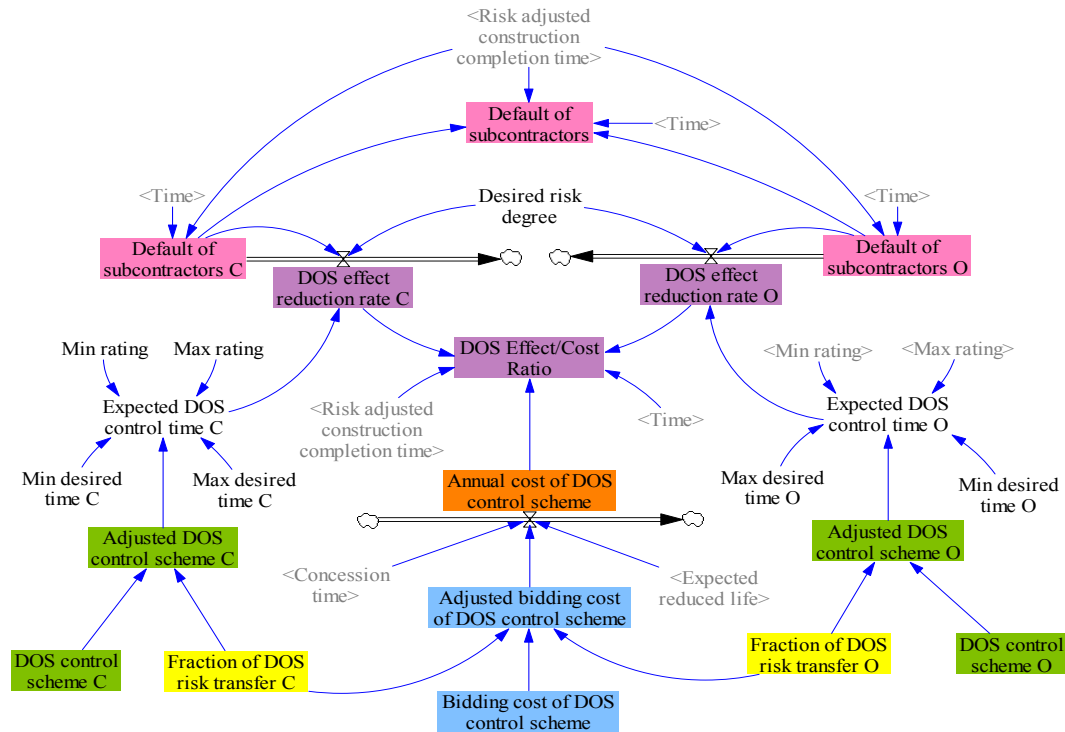 <Risk adjusted
construction
completion time>
Default of
subcontractors
<Time>
<Time>
Desired risk
degree
<Time>
Default of
subcontractors C
Default of
subcontractors O
DOS effect
reduction rate C
DOS effect
reduction rate O
Min rating
Max rating
DOS Effect/Cost
Ratio
<Min rating>
<Max rating>
Expected DOS
control time C
<Risk adjusted
construction
completion time>
<Time>
Expected DOS
control time O
Min desired
time C
Max desired
time C
Annual cost of DOS
control scheme
Max desired
time O
Min desired
time O
Adjusted DOS
control scheme C
Adjusted DOS
control scheme O
<Concession
time>
<Expected
reduced life>
Adjusted bidding cost
of DOS control scheme
DOS control
scheme C
Fraction of DOS
risk transfer C
Fraction of DOS
risk transfer O
DOS control
scheme O
Bidding cost of DOS
control scheme